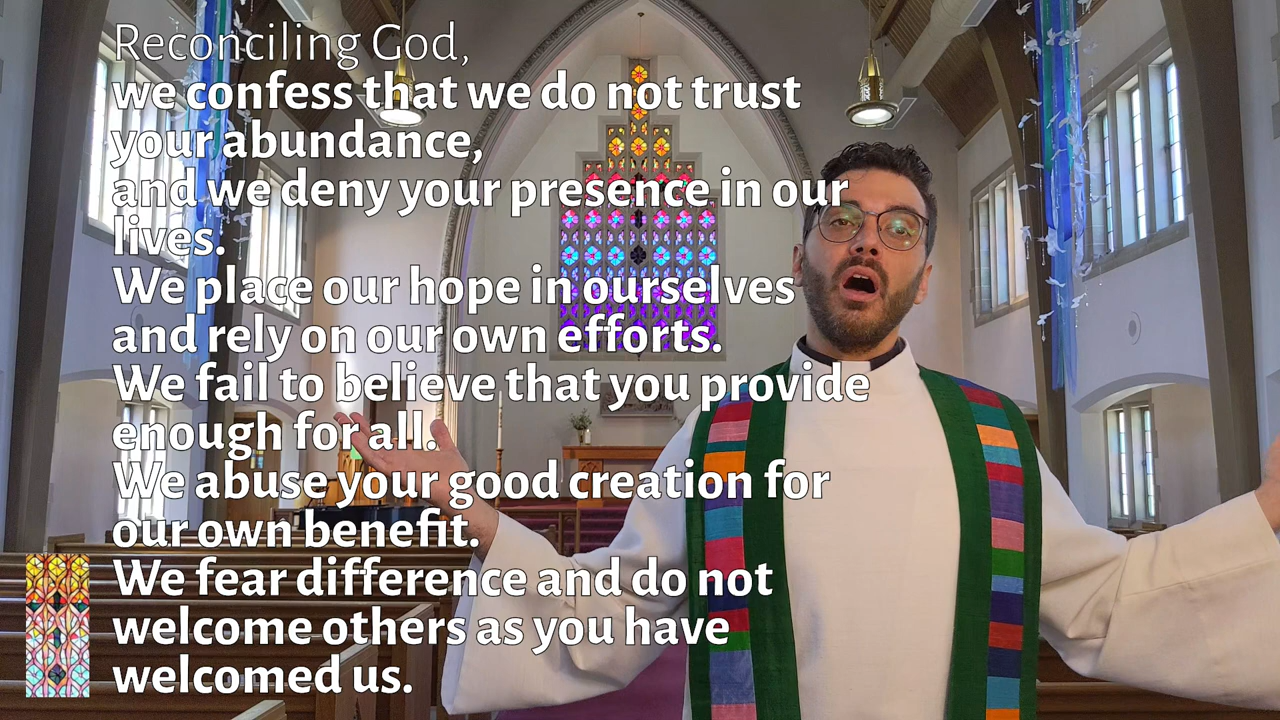 Reconciling God,
we confess that we do not trust
your abundance,
and we deny your presence in our
lives.
We place our hope in ourselves
and rely on our own efforts.
We fail to believe that you provide
enough for all.
We abuse your good creation for
our own benefit.
We fear difference and do not
welcome others as you have
welcomed us.